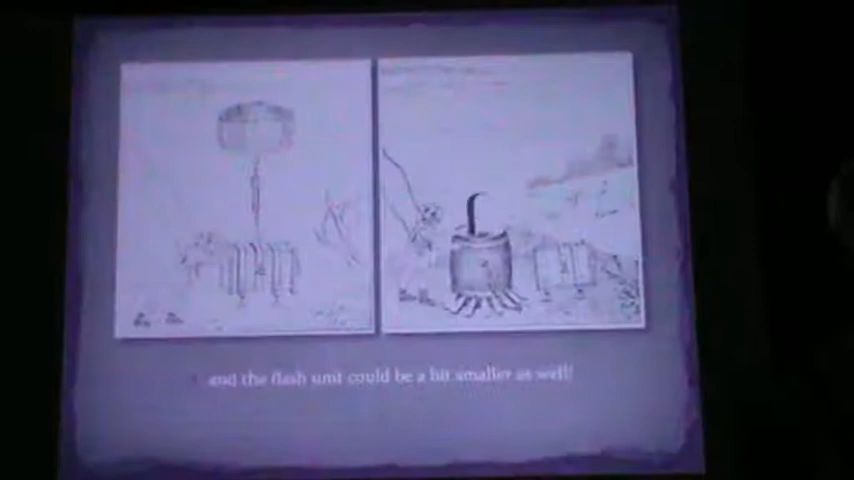 and the flash unit could be a bit smaller as well!